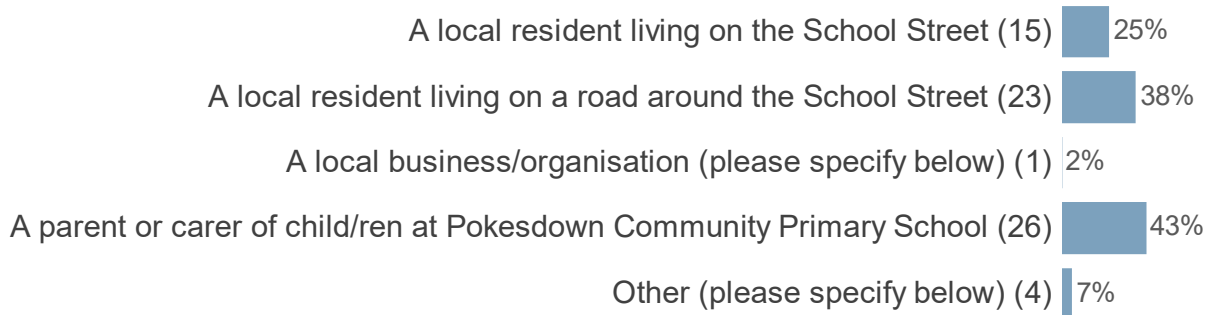 A local resident living on the School Street (15) 25%
A local resident living on a road around the School Street (23) 38%
A local business/organisation (please specify below) (1) 2%
A parent or carer of child/ren at Pokesdown Community Primary School (26) 43%
Other (please specify below) (4) 7%